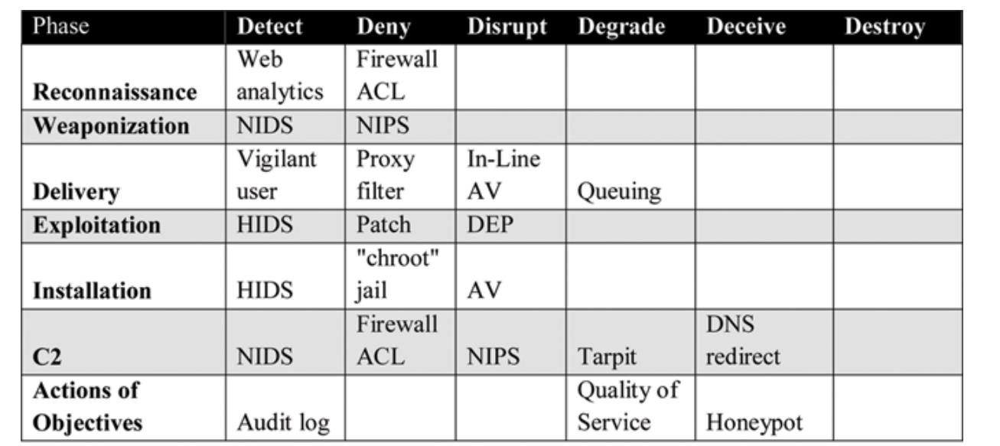 Phase Detect Deny Disrupt Degrade Deceive Destroy
Web Firewall
Reconnaissance analytics ACL
Weaponization NIDS NIPS
Vigilant Proxy In-Line
Delivery user filter AV Queuing
Exploitation HIDS Patch DEP
"chroot"
Installation HIDS jail AV
Firewall DNS
C2 NIDS ACL NIPS Tarpit redirect
Actions of Quality of
Objectives Audit log Service Honeypot